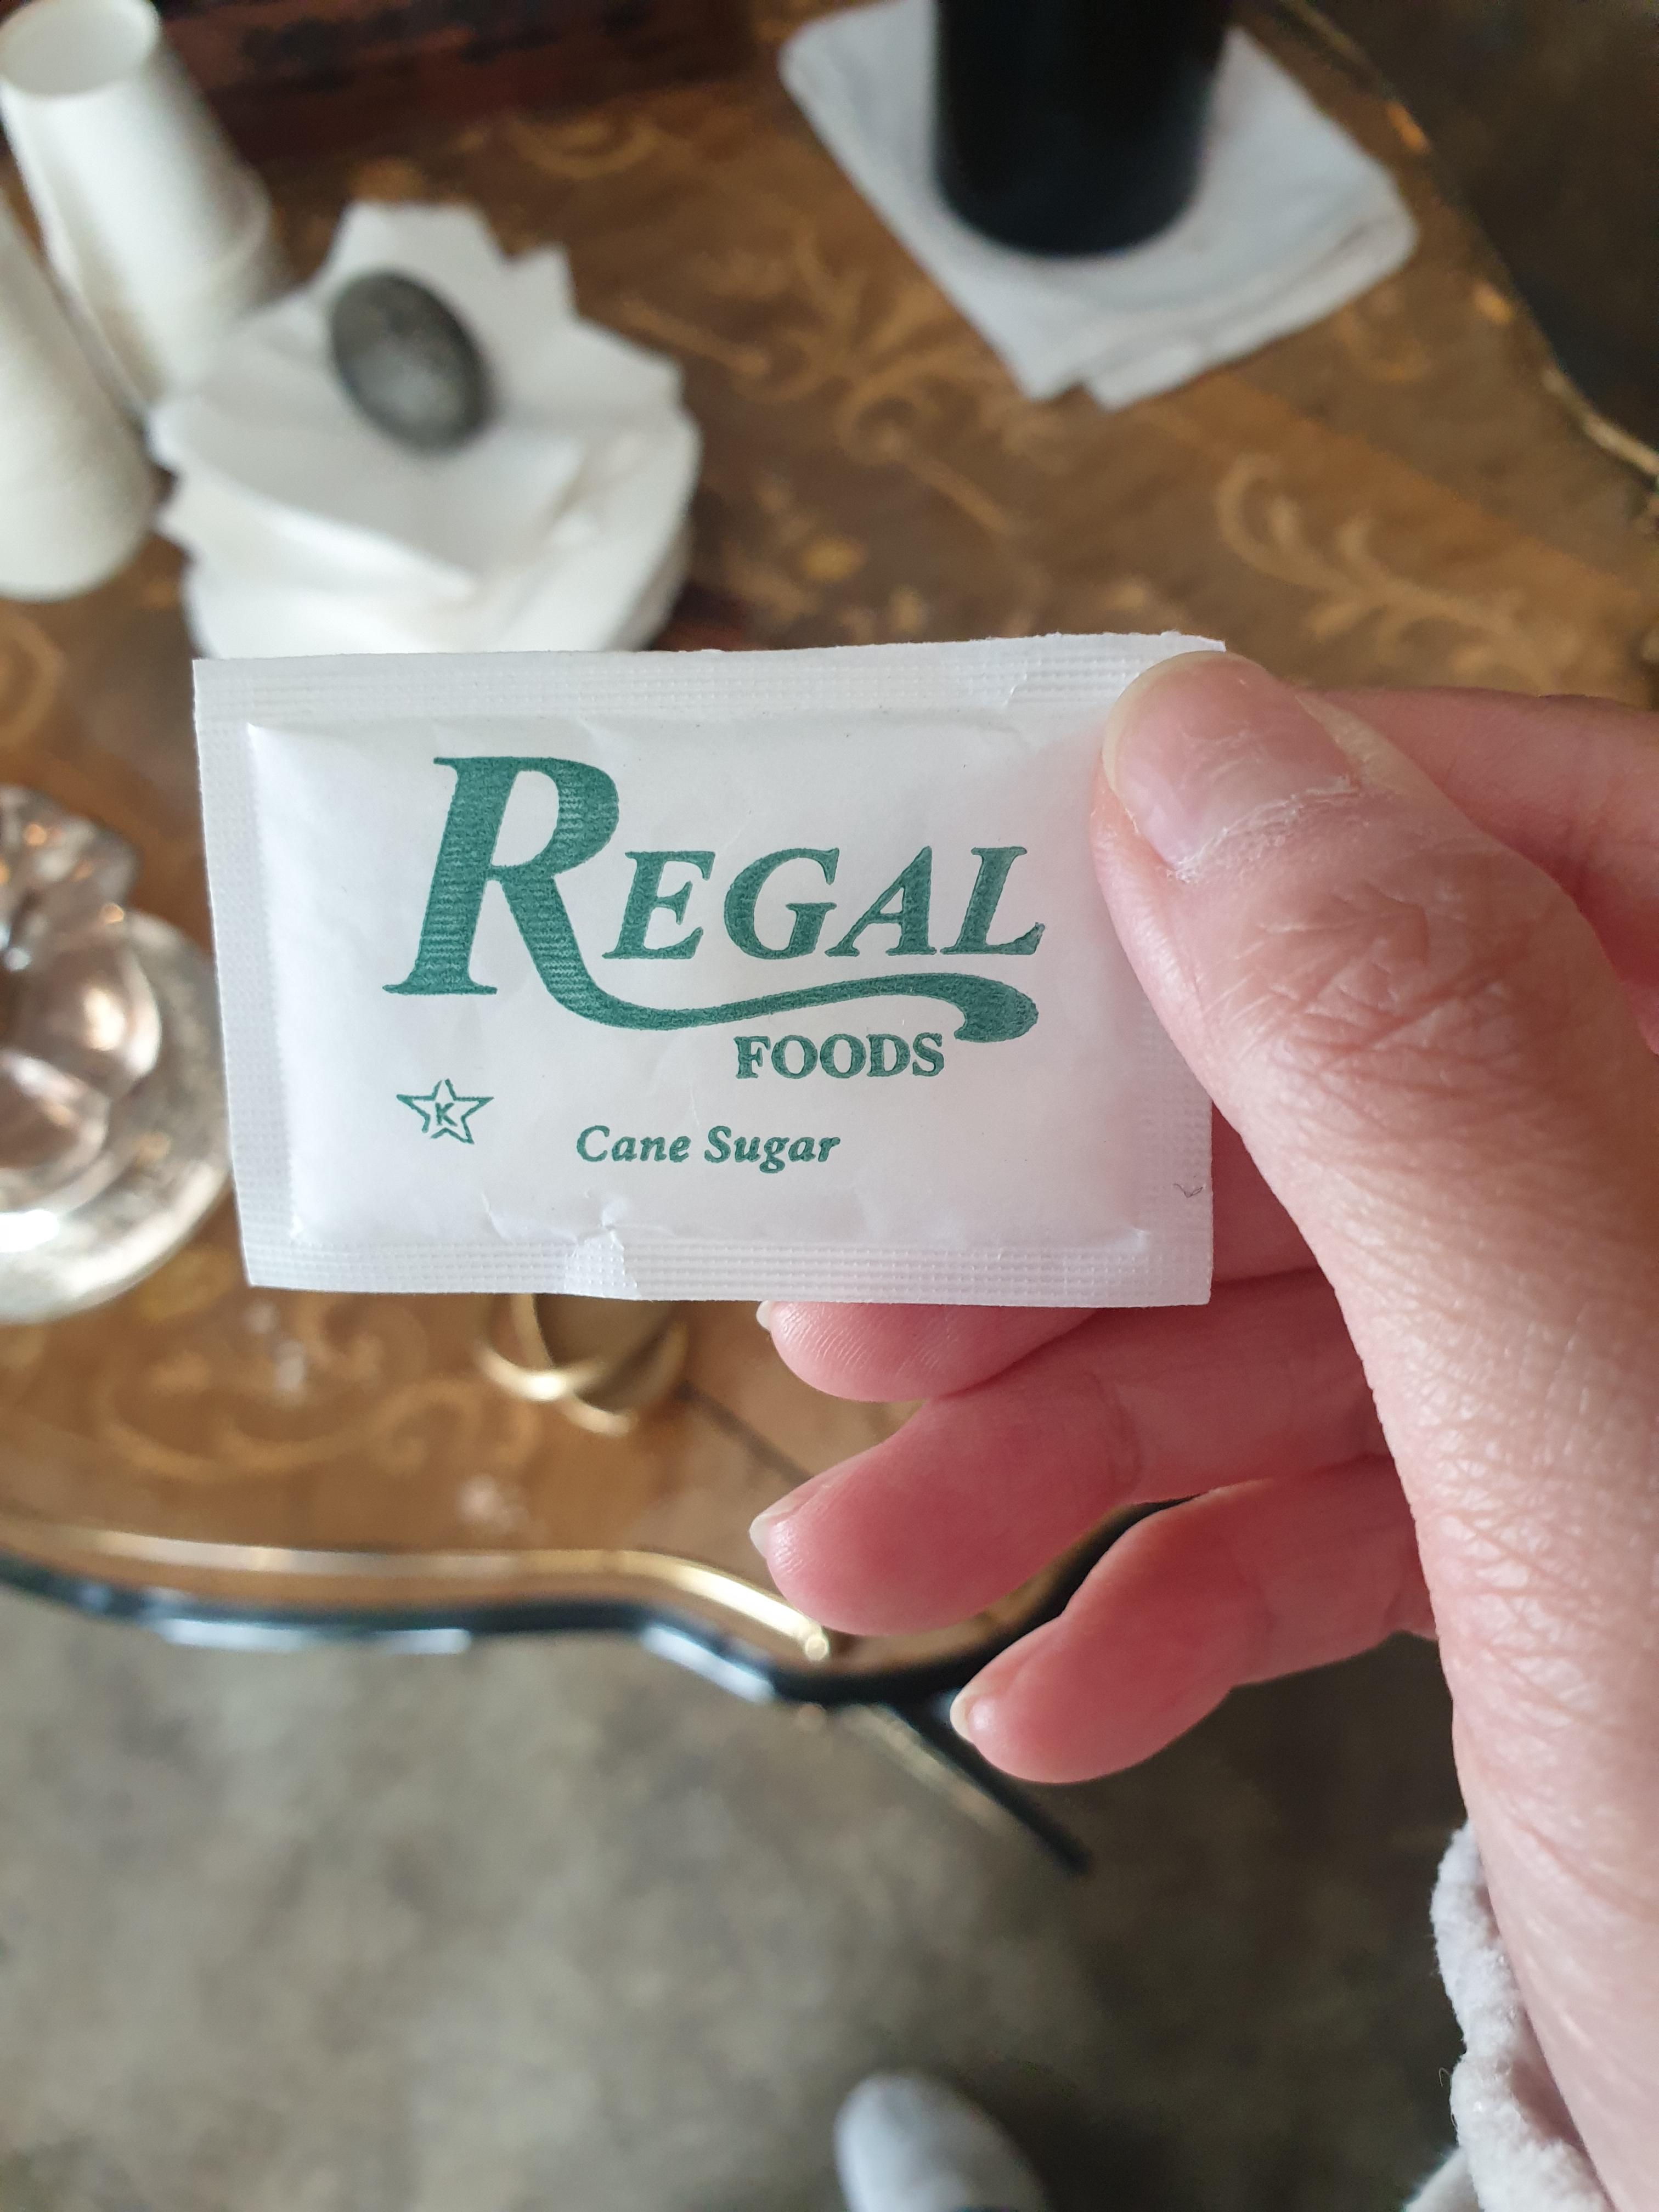 REGAL
FOODS
K
Cane Sugar